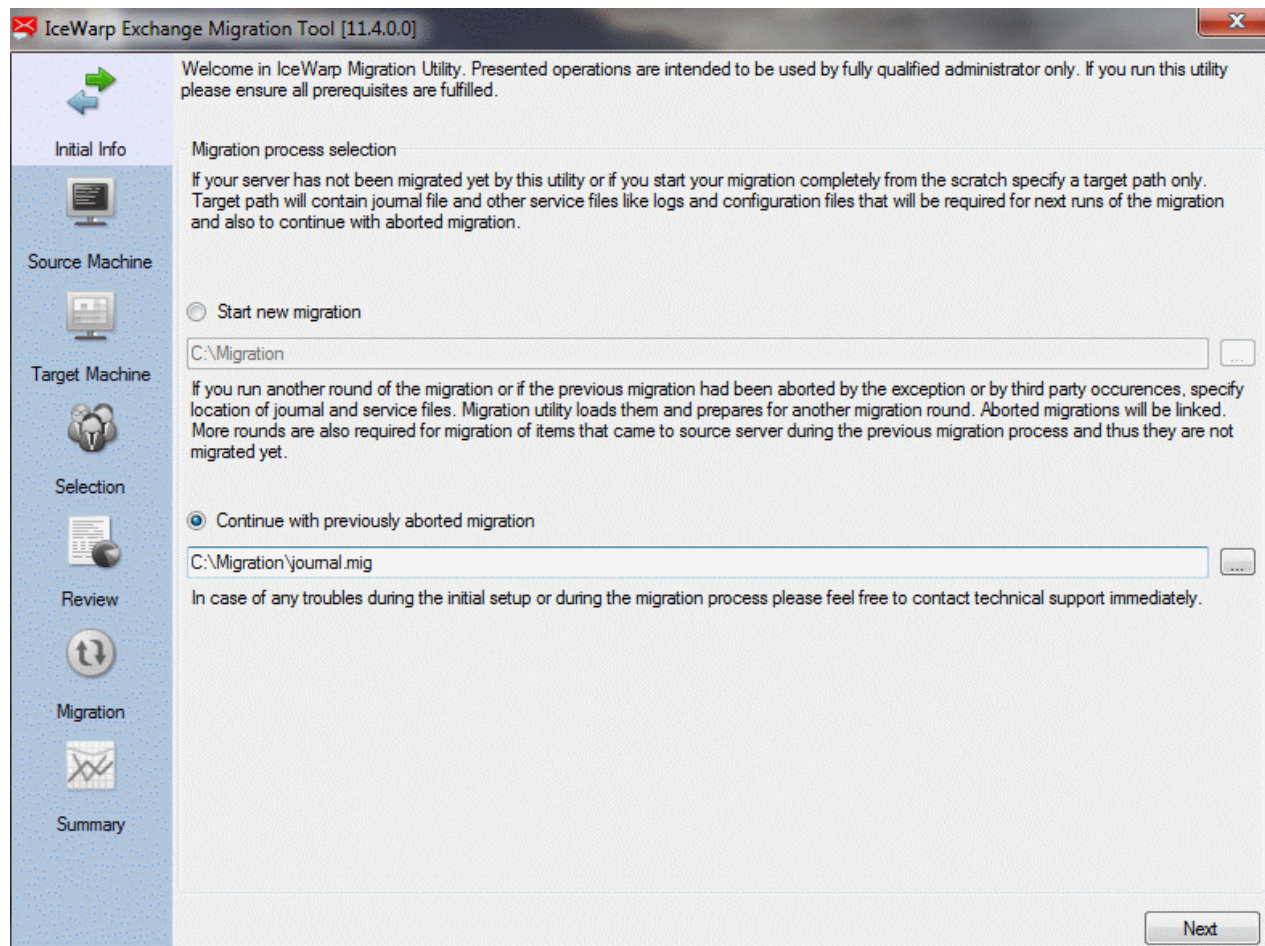 IceWarp Exchange Migration Tool [11.4.0.0]
Welcome in IceWarp Migration Utility. Presented operations are intended to be used by fully qualified administrator only. If you run this utility
please ensure all prerequisites are fulfilled.
Initial Info
Migration process selection
If your server has not been migrated yet by this utility or if you start your migration completely from the scratch specify a target path only.
Target path will contain journal file and other service files like logs and configuration files that will be required for next runs of the migration
and also to continue with aborted migration.
Source Machine
Start new migration
C:\Migration
...
Target Machine
If you run another round of the migration or if the previous migration had been aborted by the exception or by third party occurences, specify
location of journal and service files. Migration utility loads them and prepares for another migration round. Aborted migrations will be linked.
More rounds are also required for migration of items that came to source server during the previous migration process and thus they are not
migrated yet.
Selection
Continue with previously aborted migration
C:\Migration\journal.mig
...
Review
In case of any troubles during the initial setup or during the migration process please feel free to contact technical support immediately.
Migration
Summary
Next